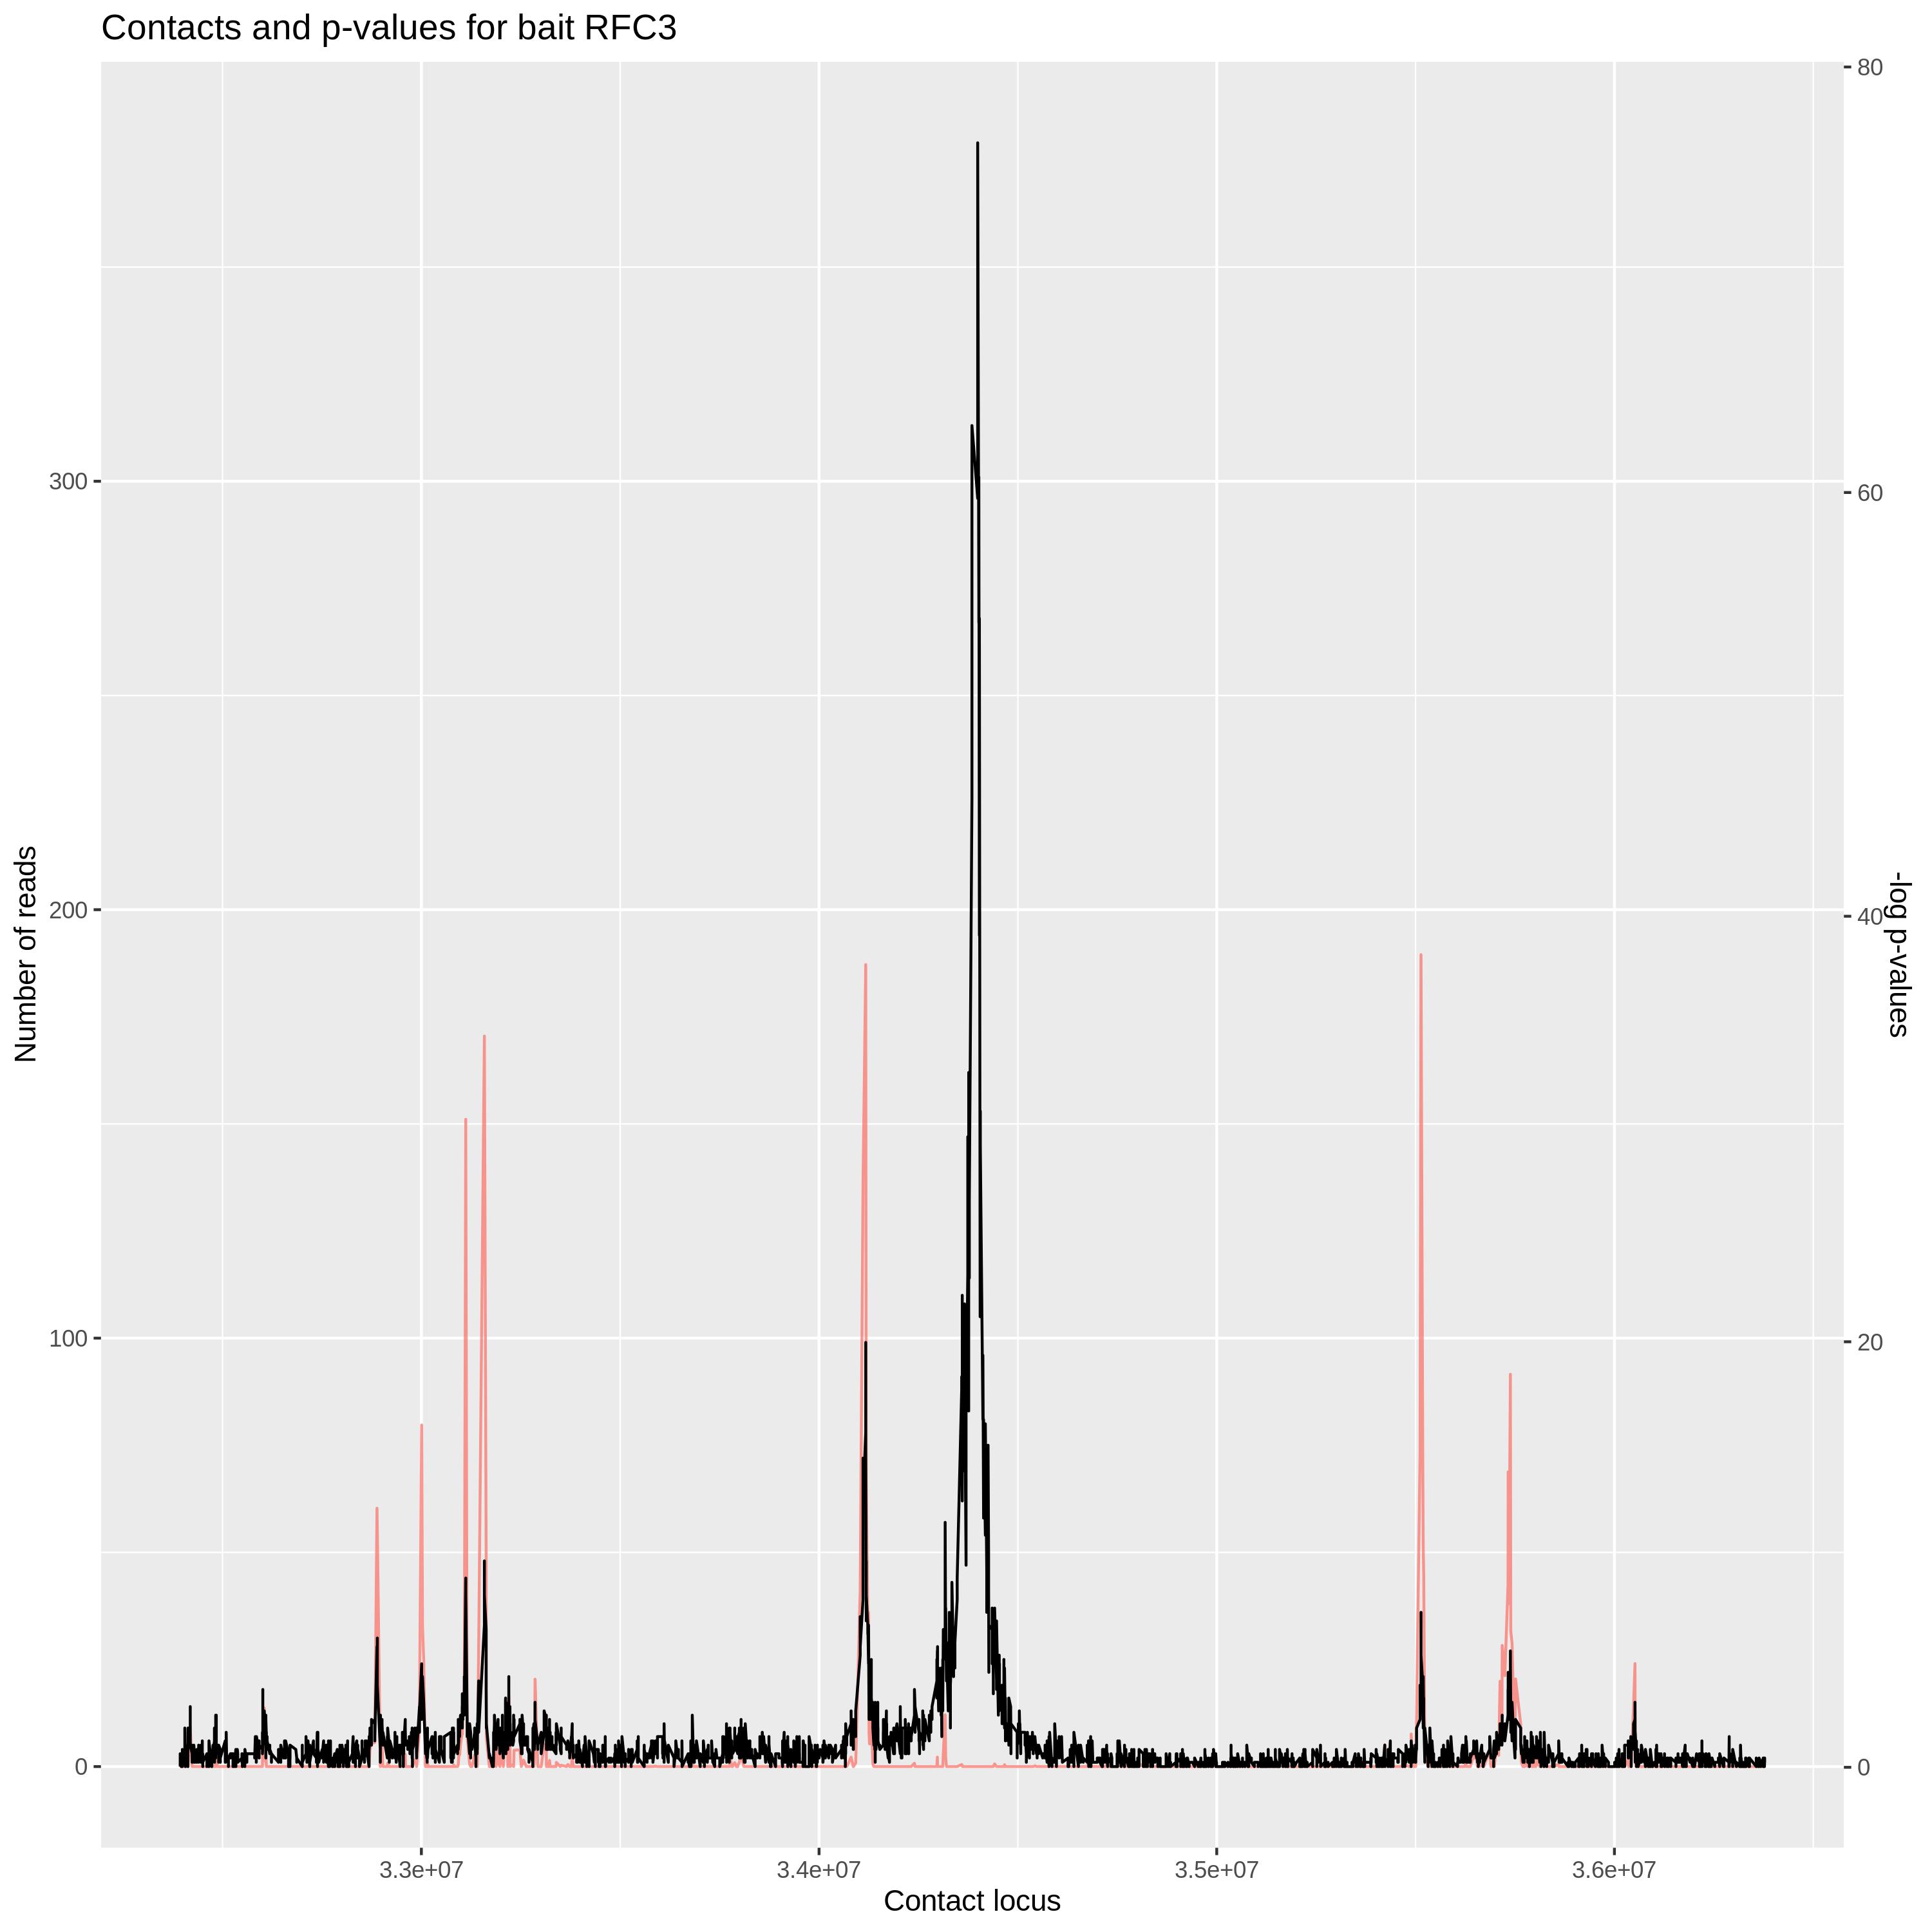 Contacts and p-values for bait RFC3
Number of reads
300
200
100
0
80
60
40
20
0
-log p-values
3.3e+07
3.4e+07
3.5e+07
3.6e+07
Contact locus